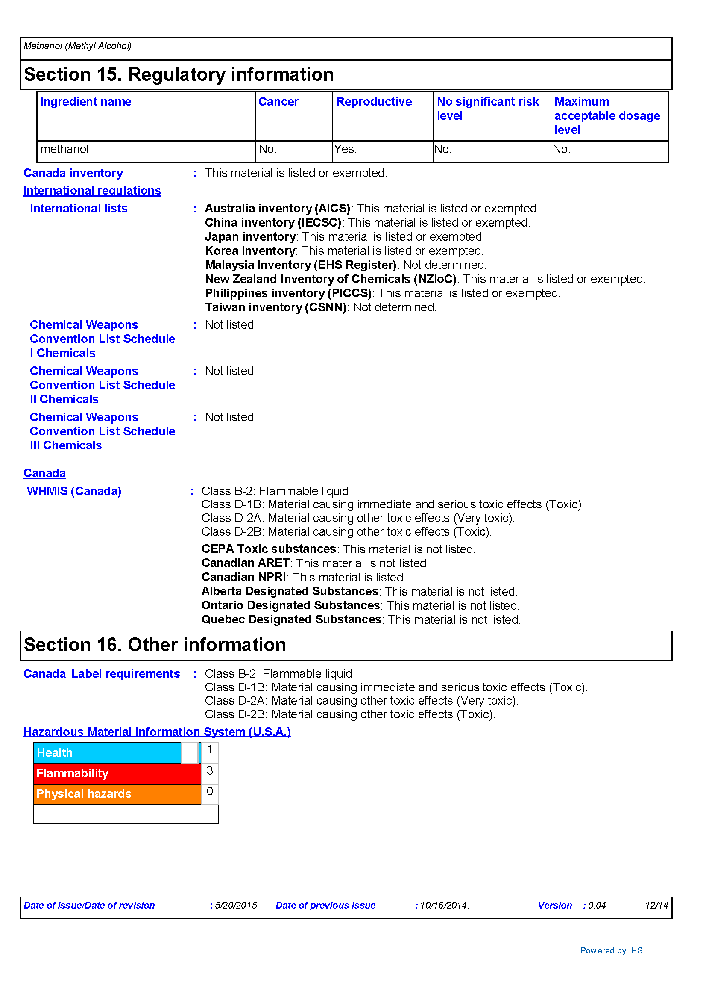 Methanol (Methyl Alcohol)
Section 15. Regulatory information
Ingredient name Cancer Reproductive No significant risk level Maximum acceptable dosage level
methanol No. Yes. No. No.
Canada inventory : This material is listed or exempted.
International regulations
International lists : Australia inventory (AICS): This material is listed or exempted.
China inventory (IECSC): This material is listed or exempted.
Japan inventory: This material is listed or exempted.
Korea inventory: This material is listed or exempted.
Malaysia Inventory (EHS Register): Not determined.
New Zealand Inventory of Chemicals (NZIoC): This material is listed or exempted.
Philippines inventory (PICCS): This material is listed or exempted.
Taiwan inventory (CSNN): Not determined.
Chemical Weapons : Not listed
Convention List Schedule
I Chemicals
Chemical Weapons : Not listed
Convention List Schedule
II Chemicals
Chemical Weapons : Not listed
Convention List Schedule
III Chemicals
Canada
WHMIS (Canada) : Class B-2: Flammable liquid
Class D-1B: Material causing immediate and serious toxic effects (Toxic).
Class D-2A: Material causing other toxic effects (Very toxic).
Class D-2B: Material causing other toxic effects (Toxic).
CEPA Toxic substances: This material is not listed.
Canadian ARET: This material is not listed.
Canadian NPRI: This material is listed.
Alberta Designated Substances: This material is not listed.
Ontario Designated Substances: This material is not listed.
Quebec Designated Substances: This material is not listed.
Section 16. Other information
Canada Label requirements : Class B-2: Flammable liquid
Class D-1B: Material causing immediate and serious toxic effects (Toxic).
Class D-2A: Material causing other toxic effects (Very toxic).
Class D-2B: Material causing other toxic effects (Toxic).
Hazardous Material Information System (U.S.A.)
Health 1
Flammability 3
Physical hazards 0
Date of issue/Date of revision : 5/20/2015. Date of previous issue : 10/16/2014. Version : 0.04 12/14
Powered by IHS